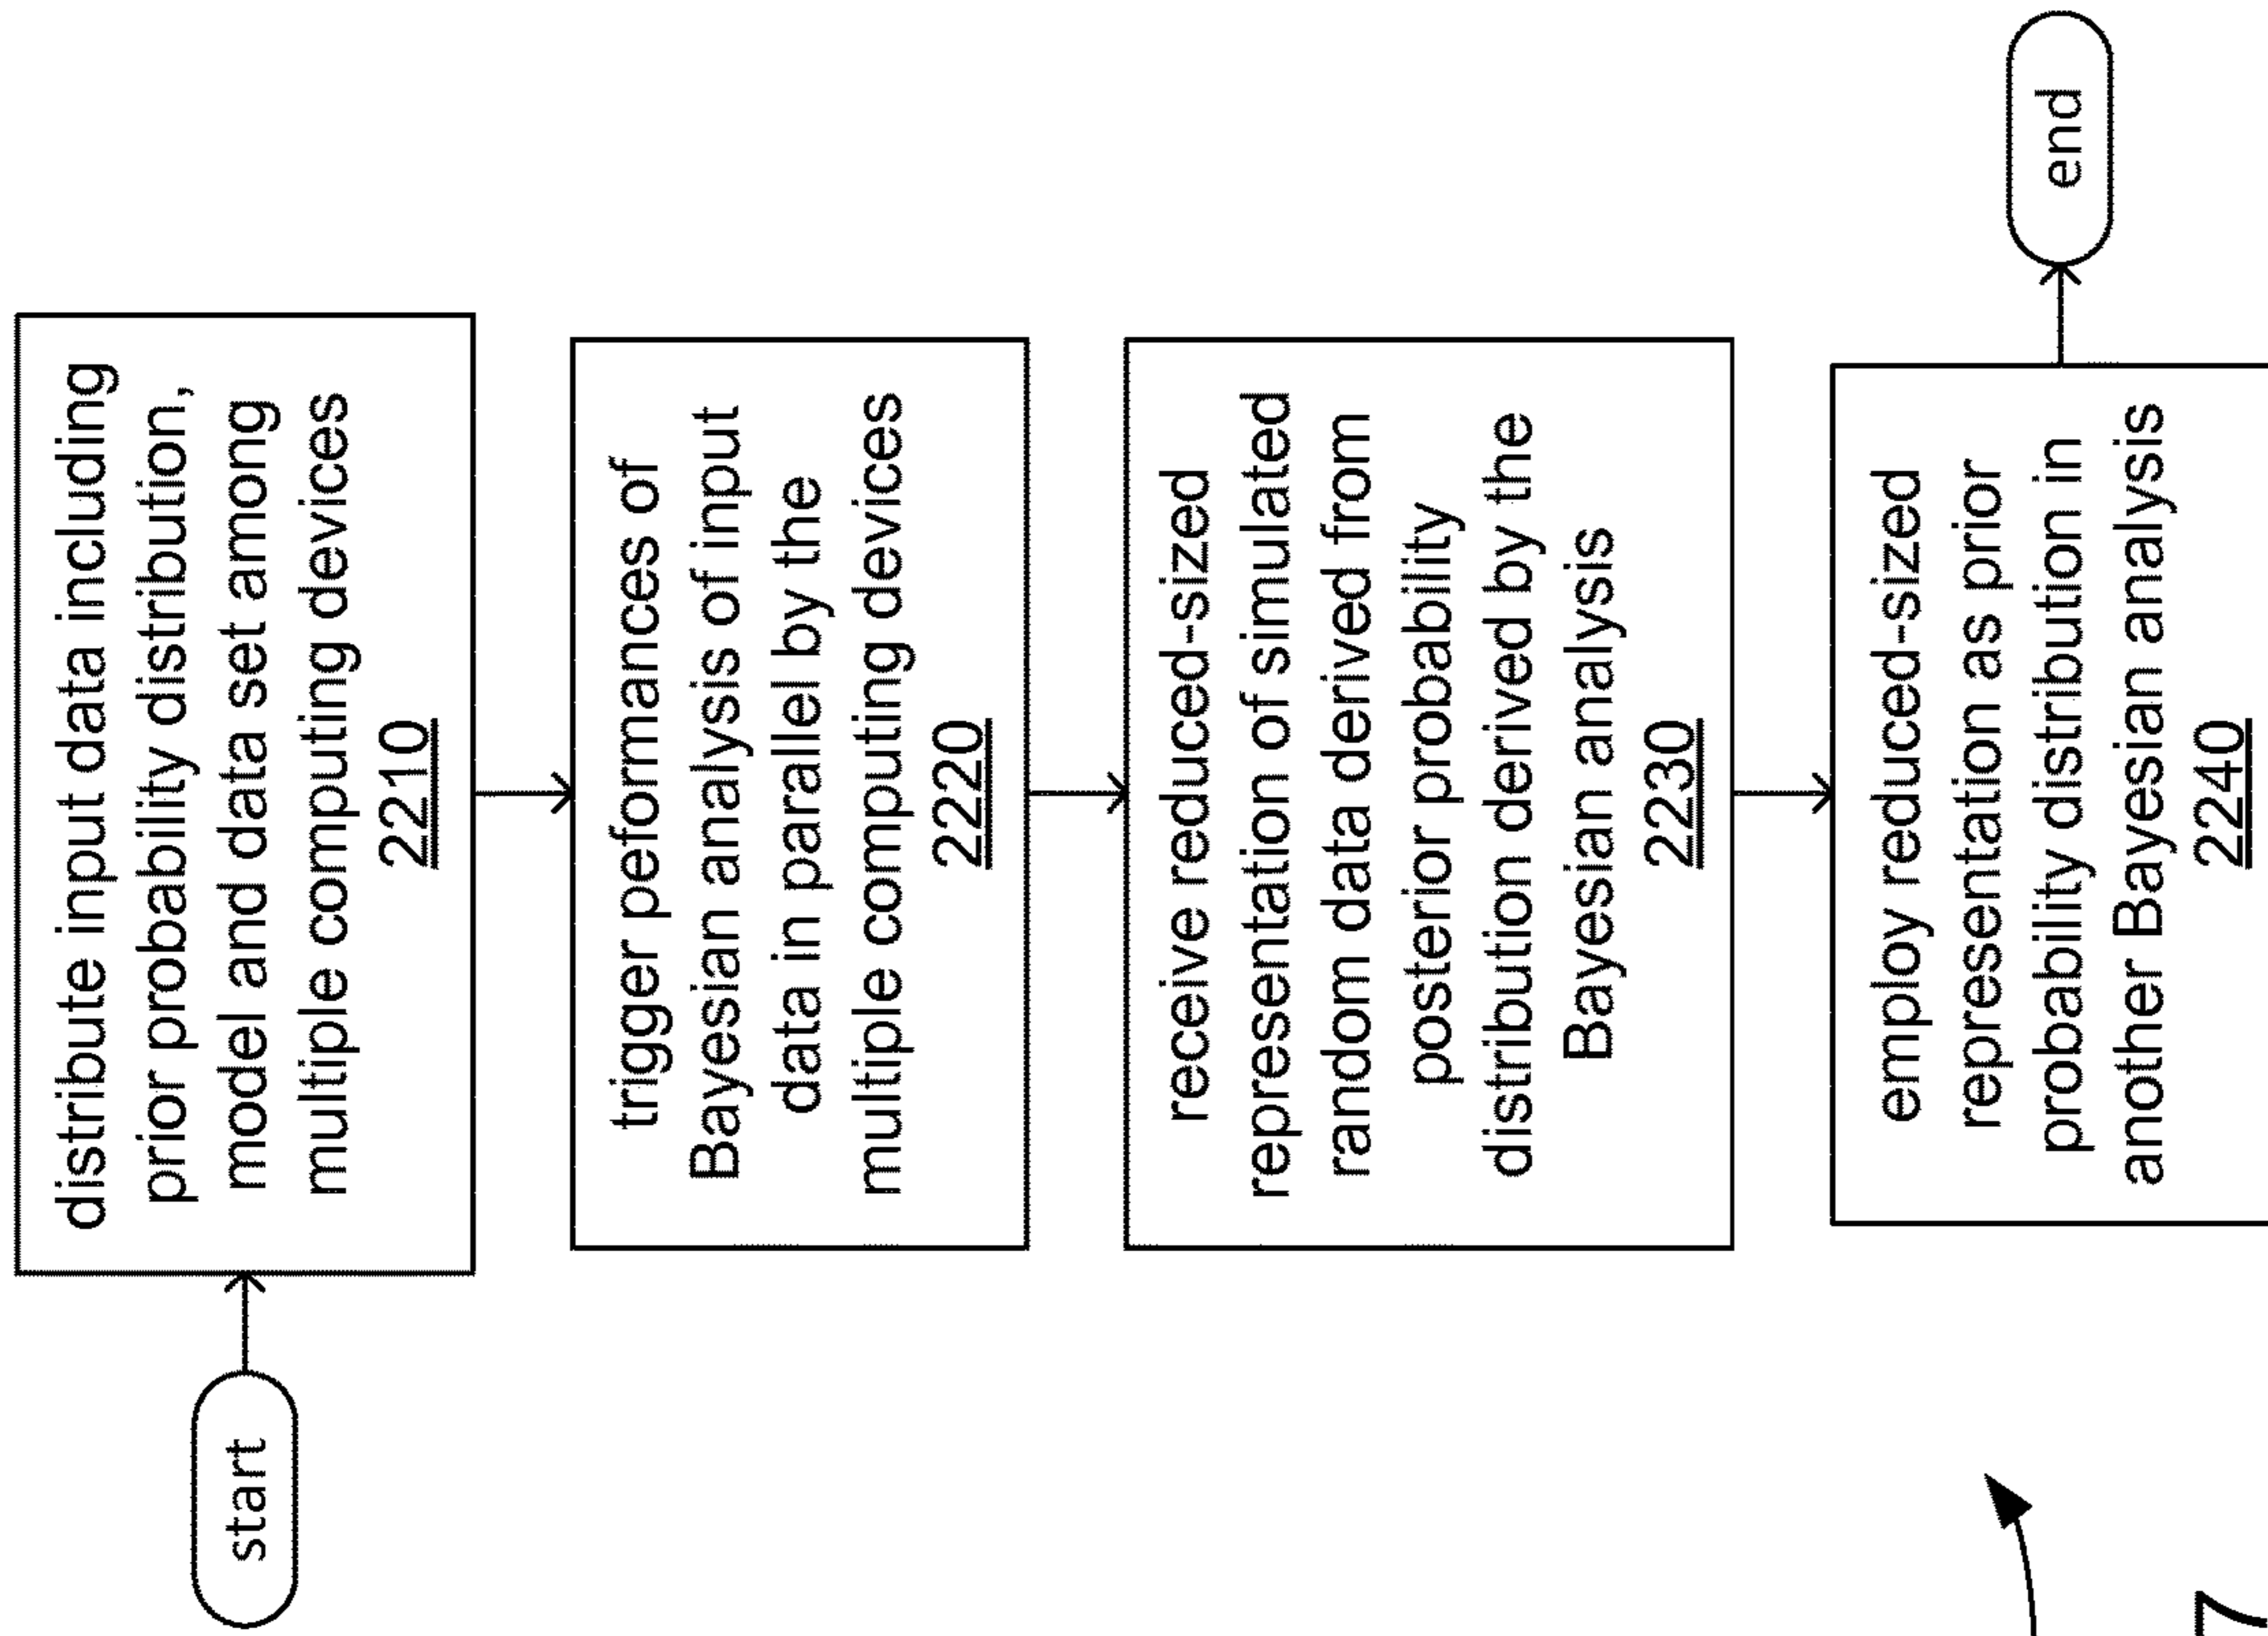 start
distribute input data including
prior probability distribution,
model and data set among
multiple computing devices
2210
trigger peformances of
Bayesian analysis of input
data in parallel by the
multiple computing devices
2220
receive reduced-sized
representation of simulated
random data derived from
posterior probability
distribution derived by the
Bayesian analysis
2230
employ reduced-sized
representation as prior
probability distribution in
another Bayesian analysis
2240
end
7